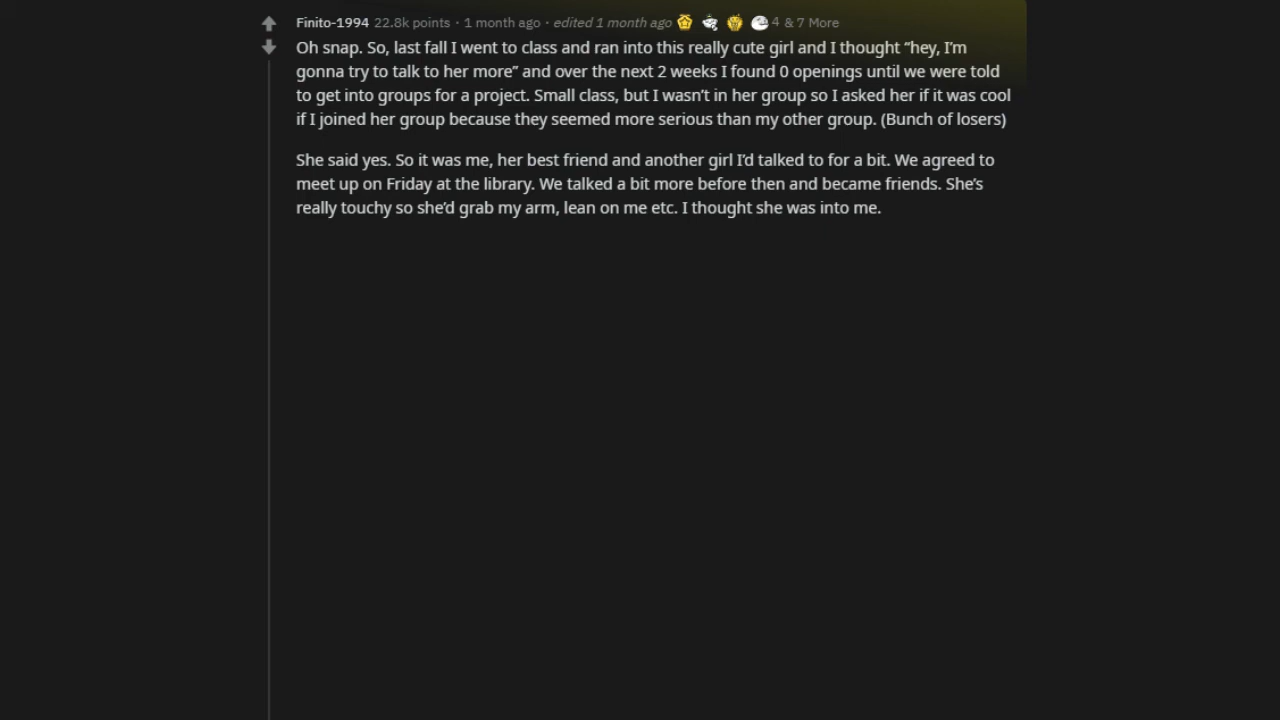 Finito-1994 22.8k points · 1 month ago · edited 1 month ago 4 & 7 More
Oh snap. So, last fall I went to class and ran into this really cute girl and I thought “hey, I’m
gonna try to talk to her more” and over the next 2 weeks I found 0 openings until we were told
to get into groups for a project. Small class, but I wasn’t in her group so I asked her if it was cool
if I joined her group because they seemed more serious than my other group. (Bunch of losers)
She said yes. So it was me, her best friend and another girl I’d talked to for a bit. We agreed to
meet up on Friday at the library. We talked a bit more before then and became friends. She’s
really touchy so she’d grab my arm, lean on me etc. I thought she was into me.